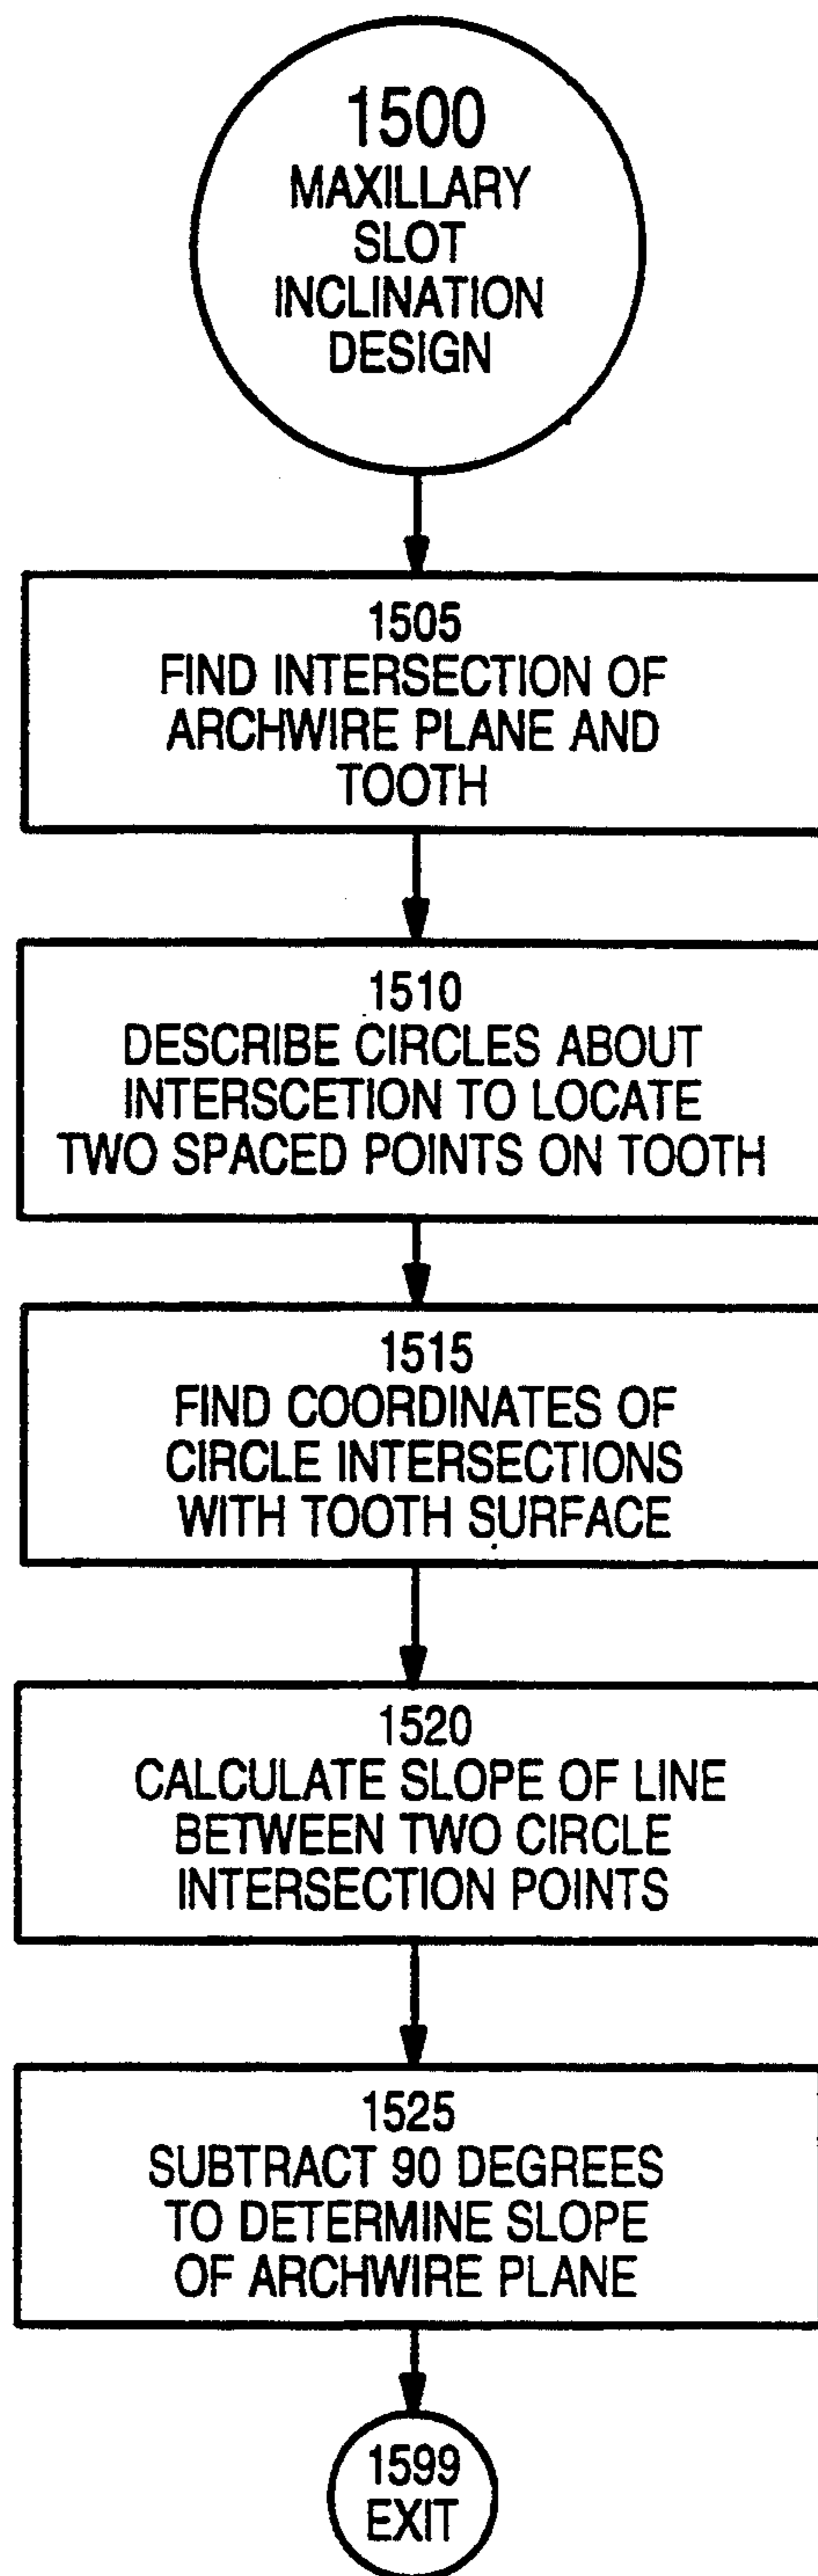 1500
MAXILLARY
SLOT
INCLINATION
DESIGN
1505
FIND INTERSECTION OF
ARCHWIRE PLANE AND
TOOTH
1510
DESCRIBE CIRCLES ABOUT
INTERSCETION TO LOCATE
TWO SPACED POINTS ON TOOTH
1515
FIND COORDINATES OF
CIRCLE INTERSECTIONS
WITH TOOTH SURFACE
1520
CALCULATE SLOPE OF LINE
BETWEEN TWO CIRCLE
INTERSECTION POINTS
1525
SUBTRACT 90 DEGREES
TO DETERMINE SLOPE
OF ARCHWIRE PLANE
1599
EXIT